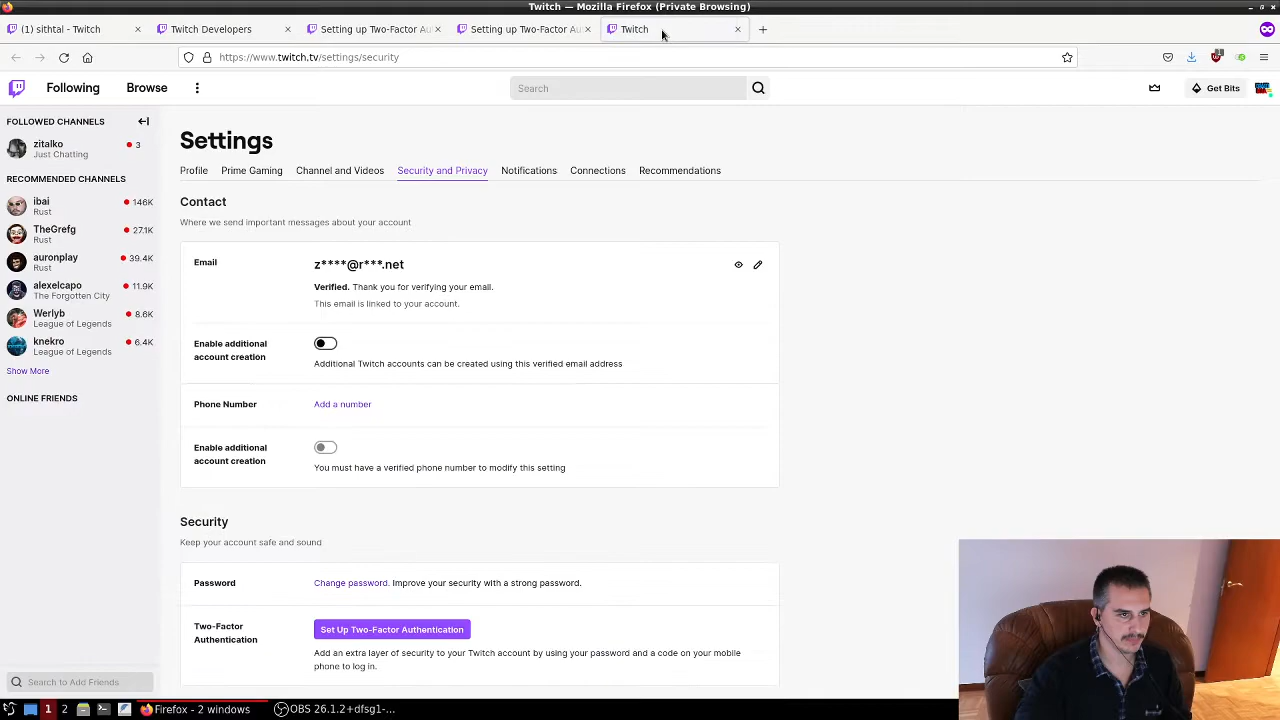 Twitch — Mozilla Firefox (Private Browsing)
(1) sithtal - Twitch
Twitch Developers
Setting up Two-Factor Au
Setting up Two-Factor Au
Twitch
https://www.twitch.tv/settings/security
Following
Browse
Search
Get Bits
FOLLOWED CHANNELS
zitalko
Just Chatting
3
RECOMMENDED CHANNELS
ibai
Rust
146K
TheGrefg
Rust
27.1K
auronplay
Rust
39.4K
alexelcapo
The Forgotten City
11.9K
Werlyb
League of Legends
8.6K
knekro
League of Legends
6.4K
Show More
ONLINE FRIENDS
Search to Add Friends
Settings
Profile
Prime Gaming
Channel and Videos
Security and Privacy
Notifications
Connections
Recommendations
Contact
Where we send important messages about your account
Email
z****@r***.net
Verified. Thank you for verifying your email.
This email is linked to your account.
Enable additional
account creation
Additional Twitch accounts can be created using this verified email address
Phone Number
Add a number
Enable additional
account creation
You must have a verified phone number to modify this setting
Security
Keep your account safe and sound
Password
Change password. Improve your security with a strong password.
Two-Factor
Authentication
Set Up Two-Factor Authentication
Add an extra layer of security to your Twitch account by using your password and a code on your mobile
phone to log in.
1
2
Firefox - 2 windows
OBS 26.1.2+dfsg1-...